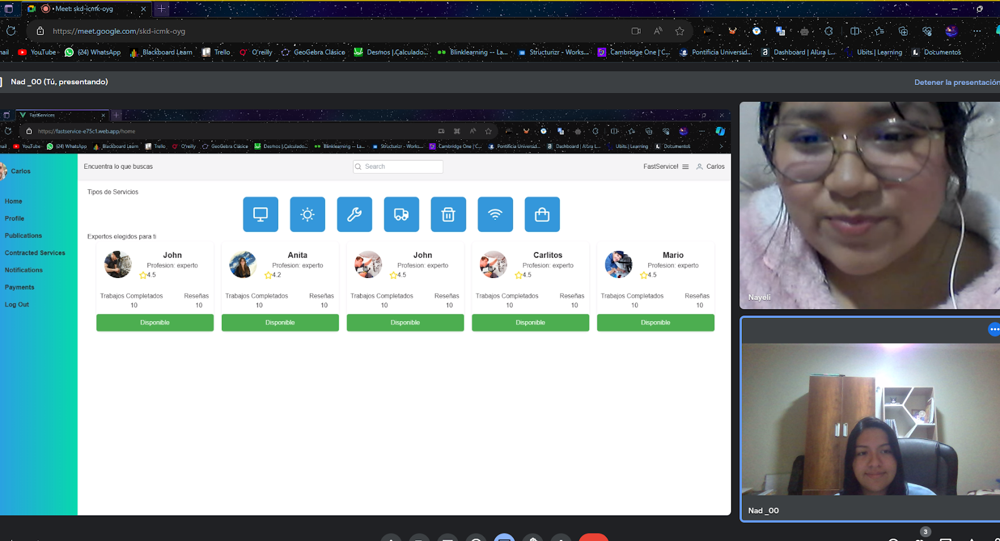 Meet: skd-icmk-oyg
https://meet.google.com/skd-icmk-oyg
YouTube
(24) WhatsApp
Blackboard Learn
Trello
O'reilly
GeoGebra Clásico
Desmos | Calculado...
Blinklearning -- La...
Structurizr - Works...
Cambridge One | C...
Pontificia Universid...
Dashboard | Alura L...
Ubits | Learning
Documentos
Nad _00 (Tú, presentando)
Detener la presentación
FastServices
https://fastservice-e75c1.web.app/home
YouTube
(24) WhatsApp
Blackboard Learn
Trello
O'reilly
GeoGebra Clásico
Desmos | Calculado...
Blinklearning -- La...
Structurizr - Works...
Cambridge One | C...
Pontificia Universid...
Dashboard | Alura L...
Ubits | Learning
Documentos
Carlos
Encuentra lo que buscas
Search
FastService!
Carlos
Home
Profile
Publications
Contracted Services
Notifications
Payments
Log Out
Tipos de Servicios
Expertos elegidos para ti
John
Profesion: experto
4.5
Trabajos Completados
10
Reseñas
10
Disponible
Anita
Profesion: experto
4.2
Trabajos Completados
10
Reseñas
10
Disponible
John
Profesion: experto
4.5
Trabajos Completados
10
Reseñas
10
Disponible
Carlitos
Profesion: experto
4.5
Trabajos Completados
10
Reseñas
10
Disponible
Mario
Profesion: experto
4.5
Trabajos Completados
10
Reseñas
10
Disponible
Nayeli
Nad _00
3